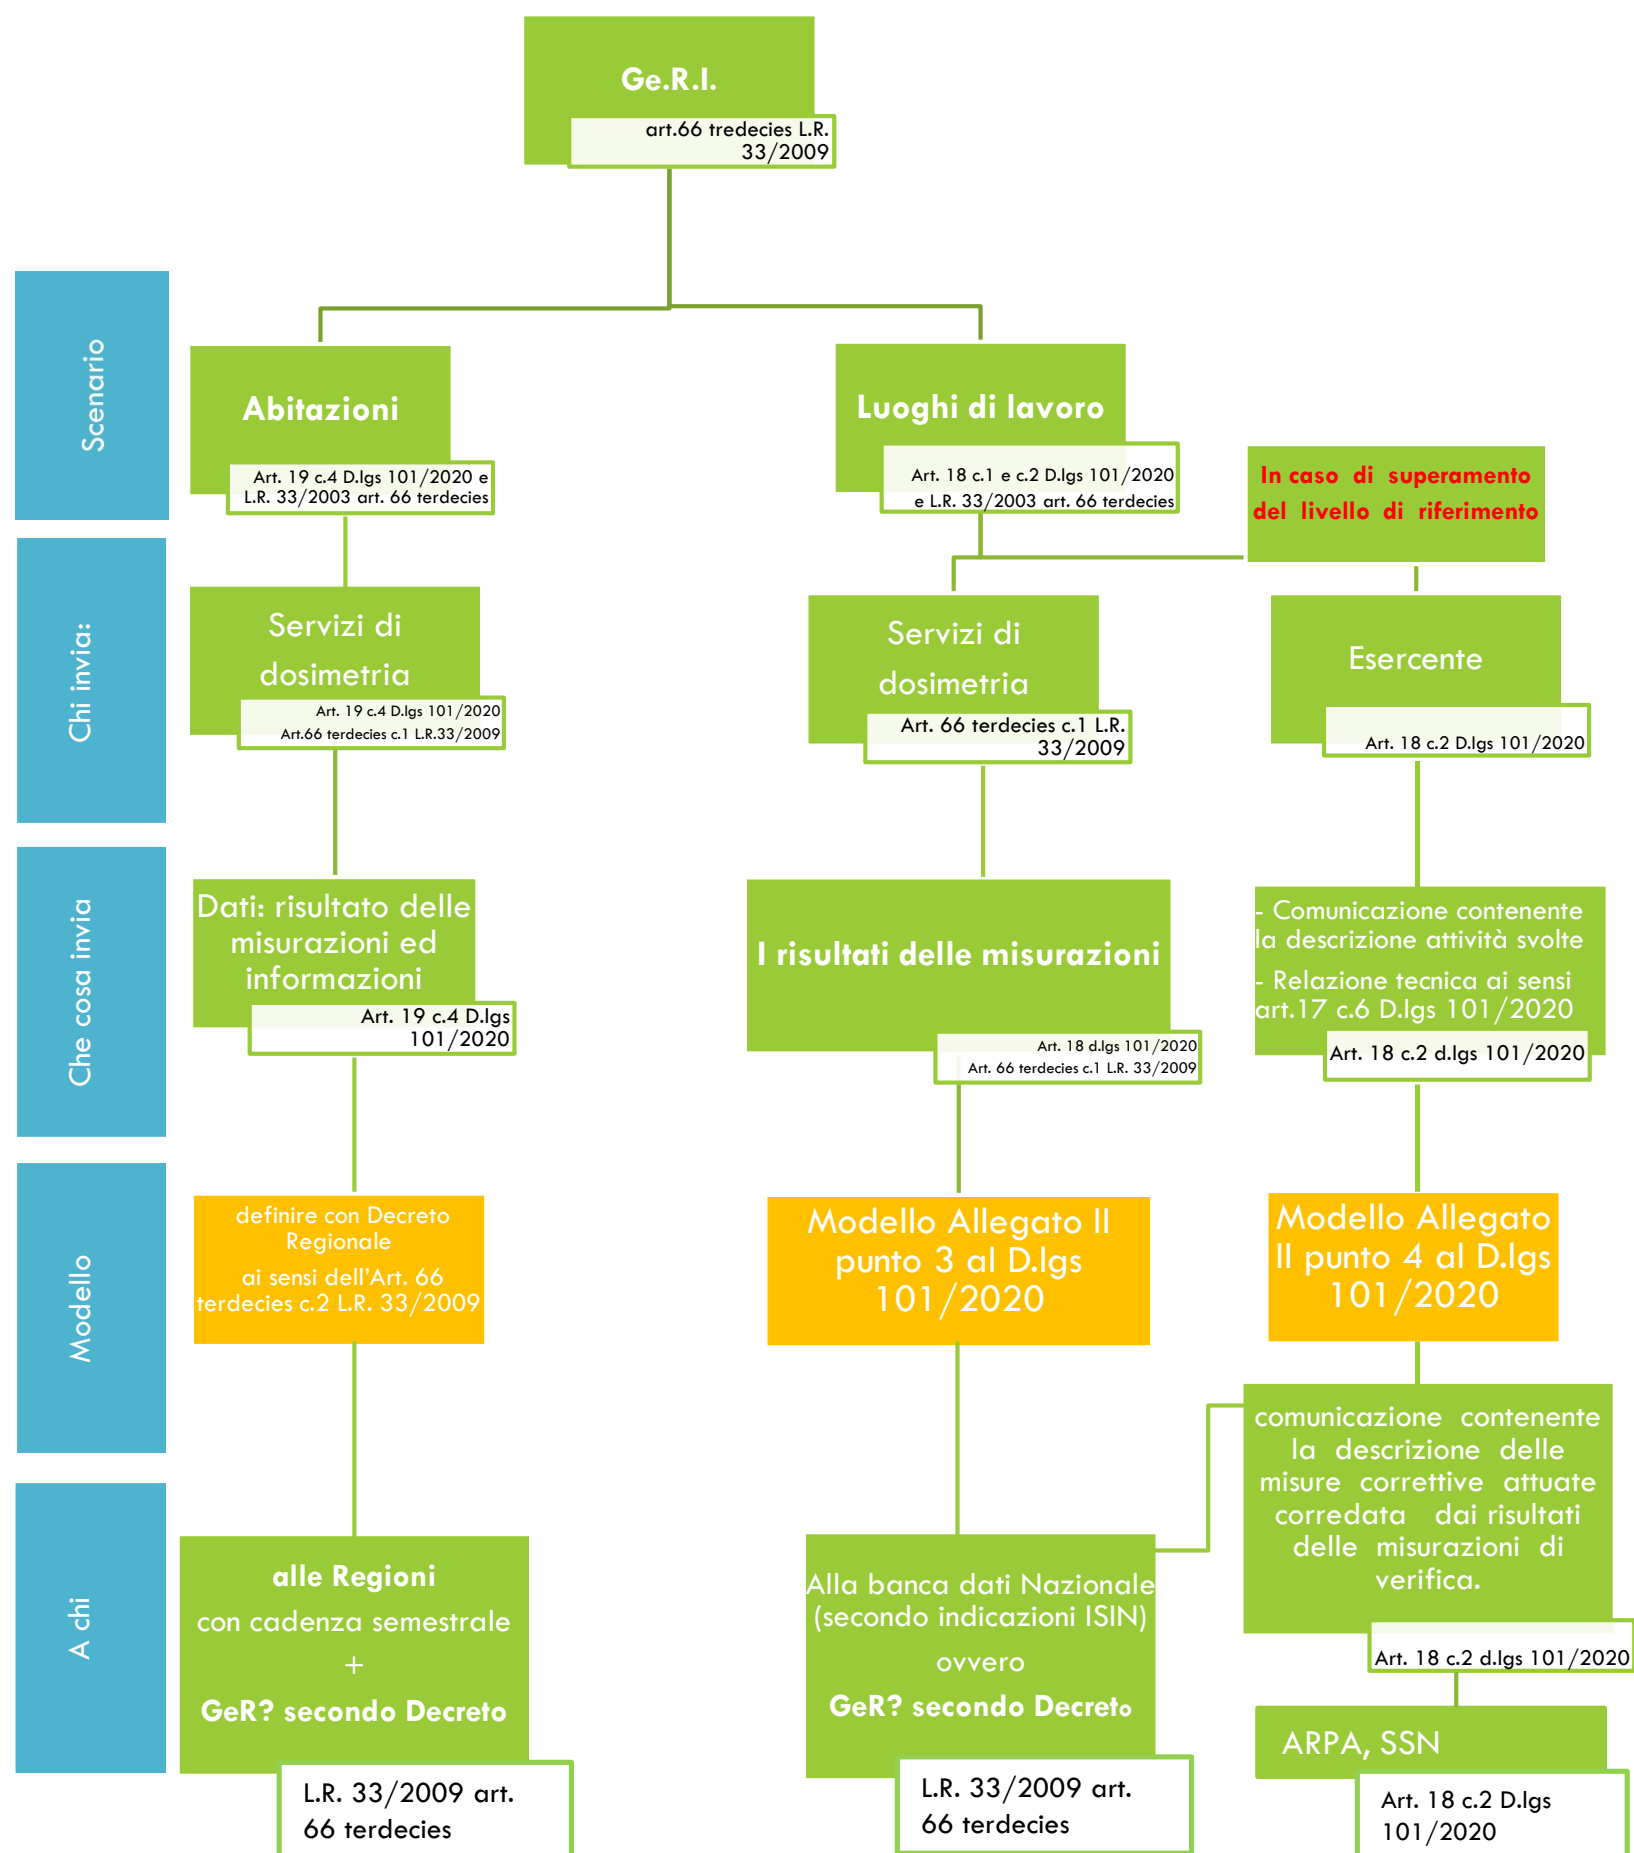 Ge.R.I.
art.66 tredecies L.R.
33/2009
Scenario
Abitazioni
Art. 19 c.4 D.lgs 101/2020 e
L.R. 33/2003 art. 66 terdecies
Luoghi di lavoro
Art. 18 c.1 e c.2 D.lgs 101/2020
e L.R. 33/2003 art. 66 terdecies
In caso di superamento
del livello di riferimento
Chi invia:
Servizi di
dosimetria
Art. 19 c.4 D.lgs 101/2020
Art.66 terdecies c.1 L.R.33/2009
Servizi di
dosimetria
Art. 66 terdecies c.1 L.R.
33/2009
Esercente
Art. 18 c.2 D.lgs 101/2020
Che cosa invia
Dati: risultato delle
misurazioni ed
informazioni
Art. 19 c.4 D.lgs
101/2020
I risultati delle misurazioni
Art. 18 d.lgs 101/2020
Art. 66 terdecies c.1 L.R. 33/2009
- Comunicazione contenente
la descrizione attività svolte
- Relazione tecnica ai sensi
art.17 c.6 D.lgs 101/2020
Art. 18 c.2 d.lgs 101/2020
Modello
definire con Decreto
Regionale
ai sensi dell'Art. 66
terdecies c.2 L.R. 33/2009
Modello Allegato II
punto 3 al D.lgs
101/2020
Modello Allegato
II punto 4 al D.lgs
101/2020
comunicazione contenente
la descrizione delle
misure correttive attuate
corredata dai risultati
delle misurazioni di
verifica.
Art. 18 c.2 d.lgs 101/2020
A chi
alle Regioni
con cadenza semestrale
+
GeR? secondo Decreto
L.R. 33/2009 art.
66 terdecies
Alla banca dati Nazionale
(secondo indicazioni ISIN)
ovvero
GeR? secondo Decreto
L.R. 33/2009 art.
66 terdecies
ARPA, SSN
Art. 18 c.2 D.lgs
101/2020